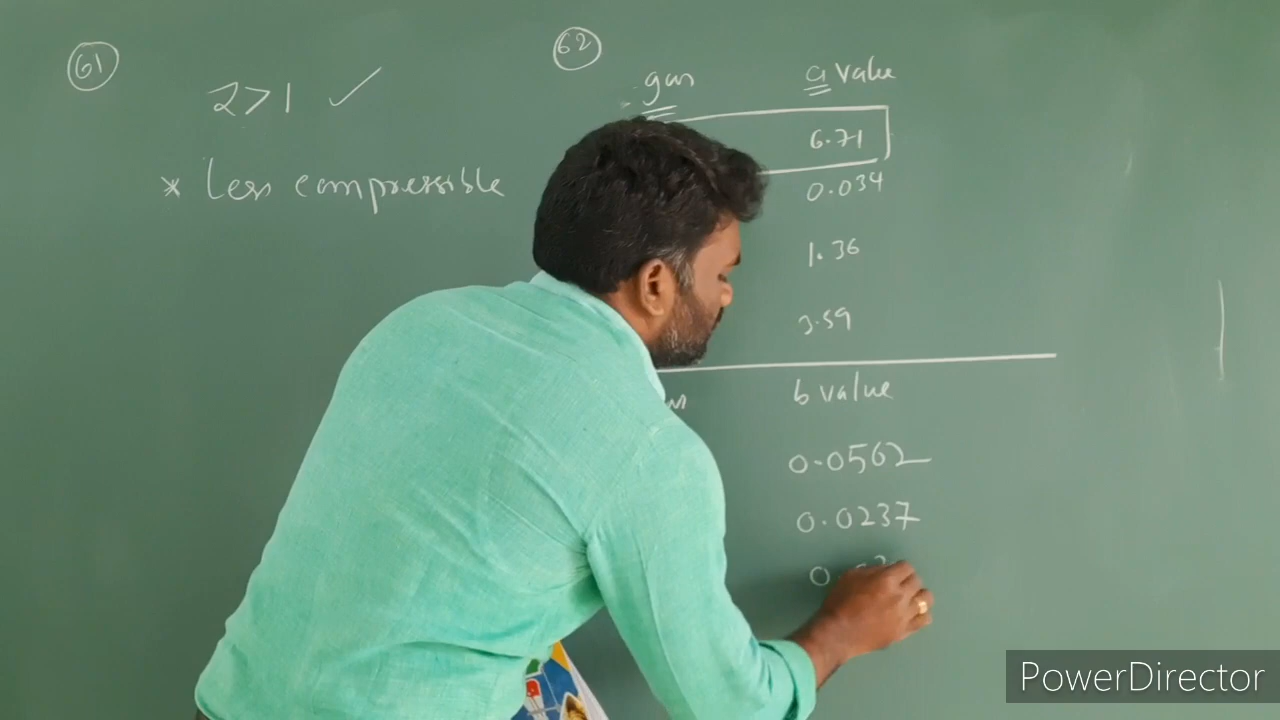 61
2>1 ✓
* Less compressible
62
gas a value
6.71
0.034
1.36
3.59
b value
0.0562
0.0237
PowerDirector